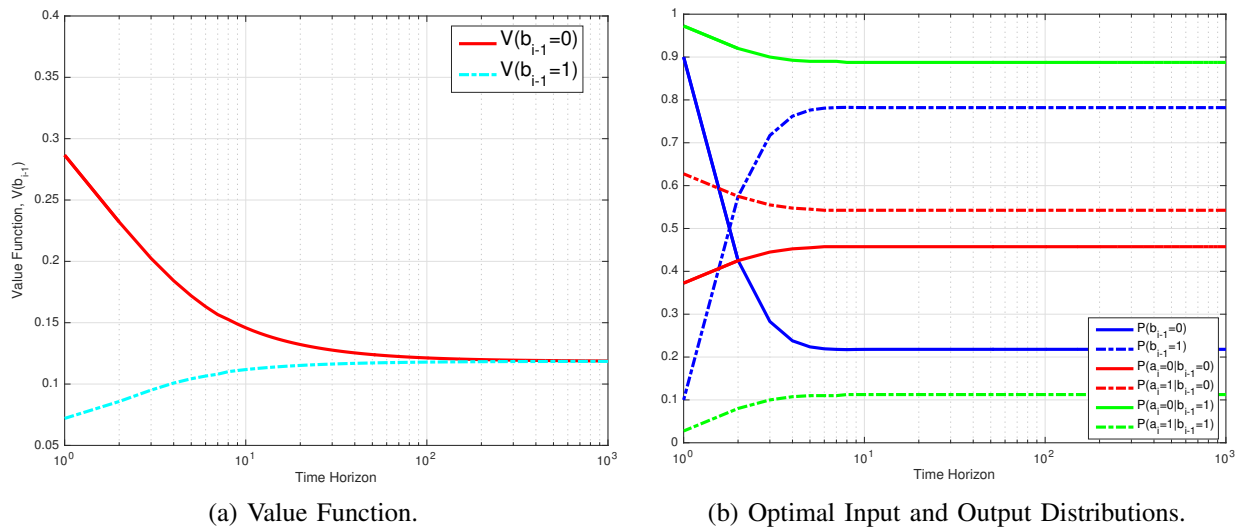 0.4
0.35
0.3
0.25
0.2
0.15
0.1
0.05
Value Function, V(b_{i-1})
V(b_{i-1}=0)
V(b_{i-1}=1)
10^0
10^1
10^2
10^3
Time Horizon
(a) Value Function.
1
0.9
0.8
0.7
0.6
0.5
0.4
0.3
0.2
0.1
0
P(b_{i-1}=0)
P(b_{i-1}=1)
P(a_i=0|b_{i-1}=0)
P(a_i=1|b_{i-1}=0)
P(a_i=0|b_{i-1}=1)
P(a_i=1|b_{i-1}=1)
10^0
10^1
10^2
10^3
Time Horizon
(b) Optimal Input and Output Distributions.